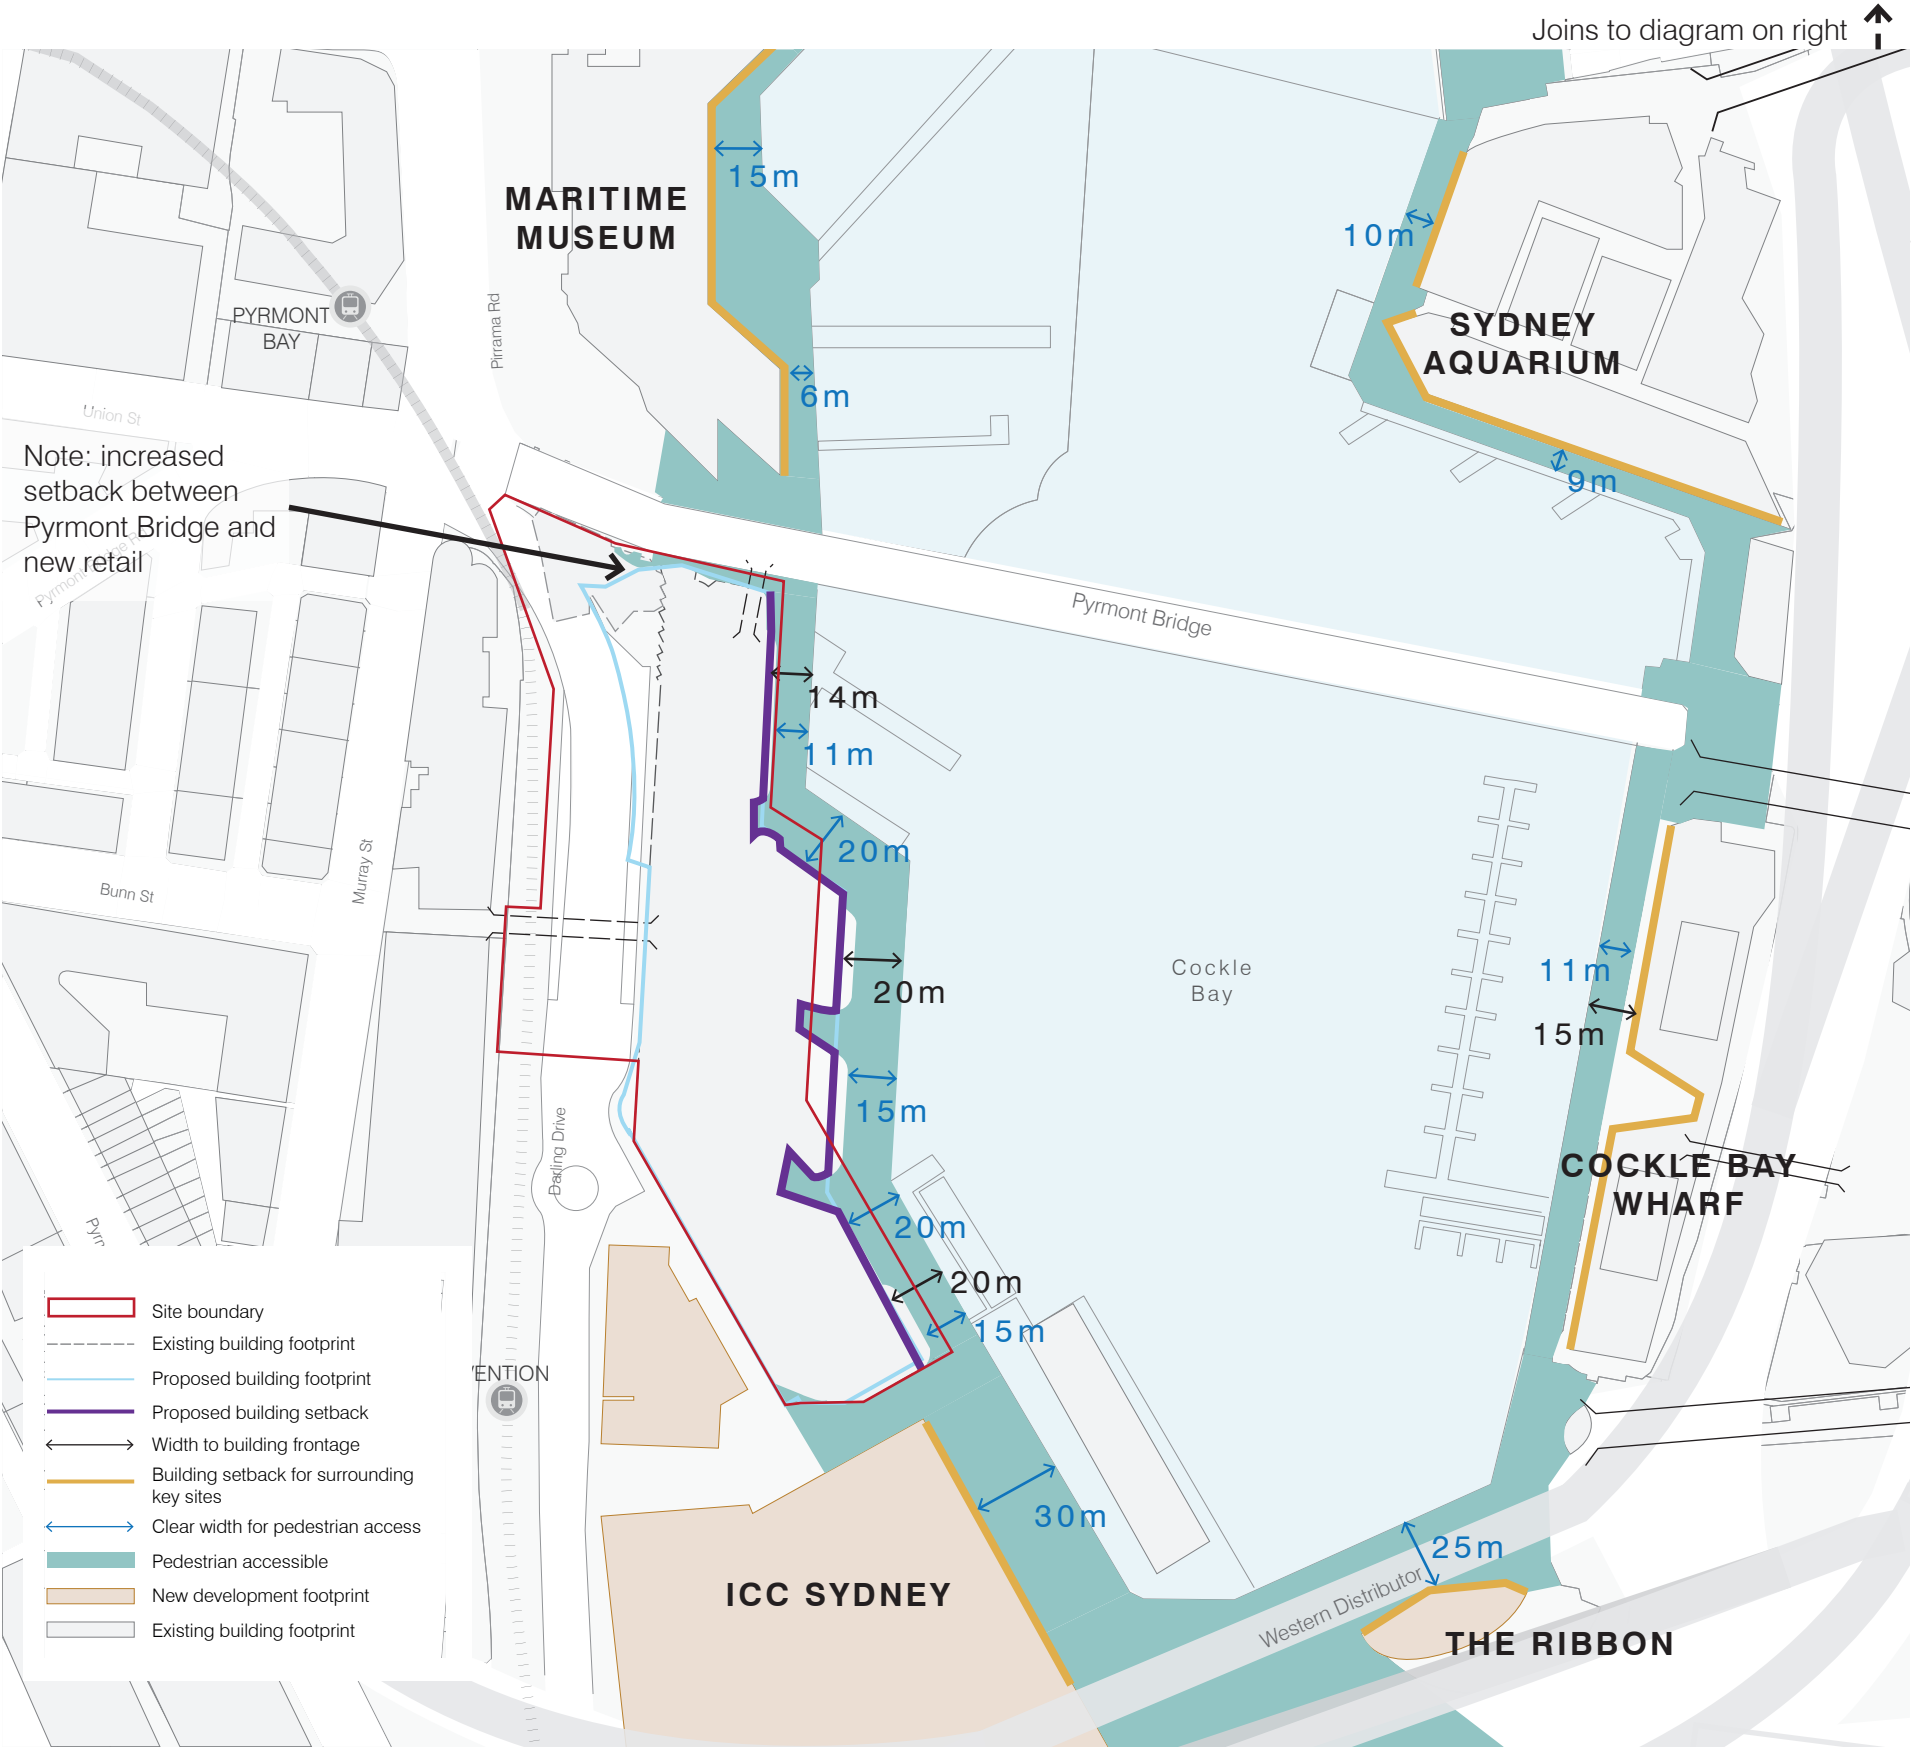 Joins to diagram on right
15m
MARITIME
MUSEUM
10m
Pirrama Rd
PYRMONT
BAY
SYDNEY
AQUARIUM
6m
Union St
Note: increased
setback between
Pyrmont Bridge and
new retail
9m
Pyrmont Bridge
14m
11m
20m
Murray St
Bunn St
Cockle
Bay
20m
11m
15m
15m
Darling Drive
COCKLE BAY
WHARF
20m
Pyrm
20m
15m
VENTION
Site boundary
Existing building footprint
Proposed building footprint
Proposed building setback
Width to building frontage
Building setback for surrounding
key sites
Clear width for pedestrian access
Pedestrian accessible
New development footprint
Existing building footprint
30m
25m
ICC SYDNEY
Western Distributor
THE RIBBON